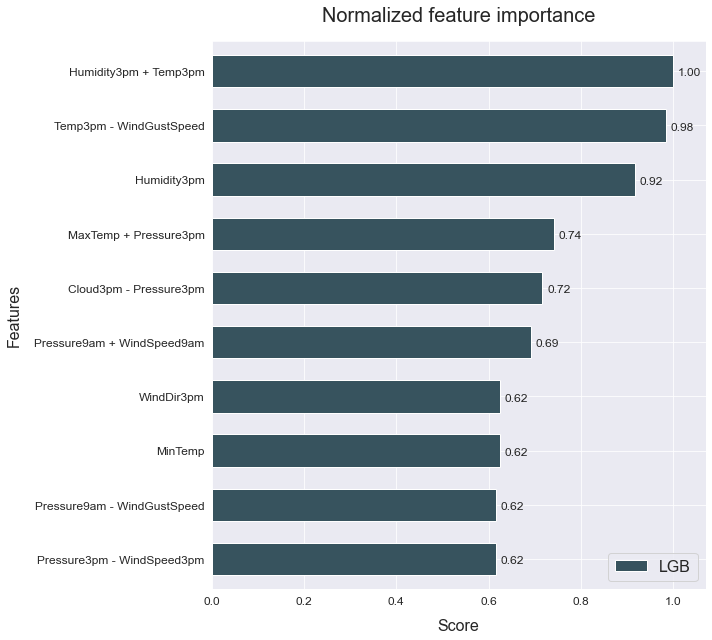 Normalized feature importance
Features
Humidity3pm + Temp3pm 1.00
Temp3pm - WindGustSpeed 0.98
Humidity3pm 0.92
MaxTemp + Pressure3pm 0.74
Cloud3pm - Pressure3pm 0.72
Pressure9am + WindSpeed9am 0.69
WindDir3pm 0.62
MinTemp 0.62
Pressure9am - WindGustSpeed 0.62
Pressure3pm - WindSpeed3pm 0.62
LGB
0.0 0.2 0.4 0.6 0.8 1.0
Score